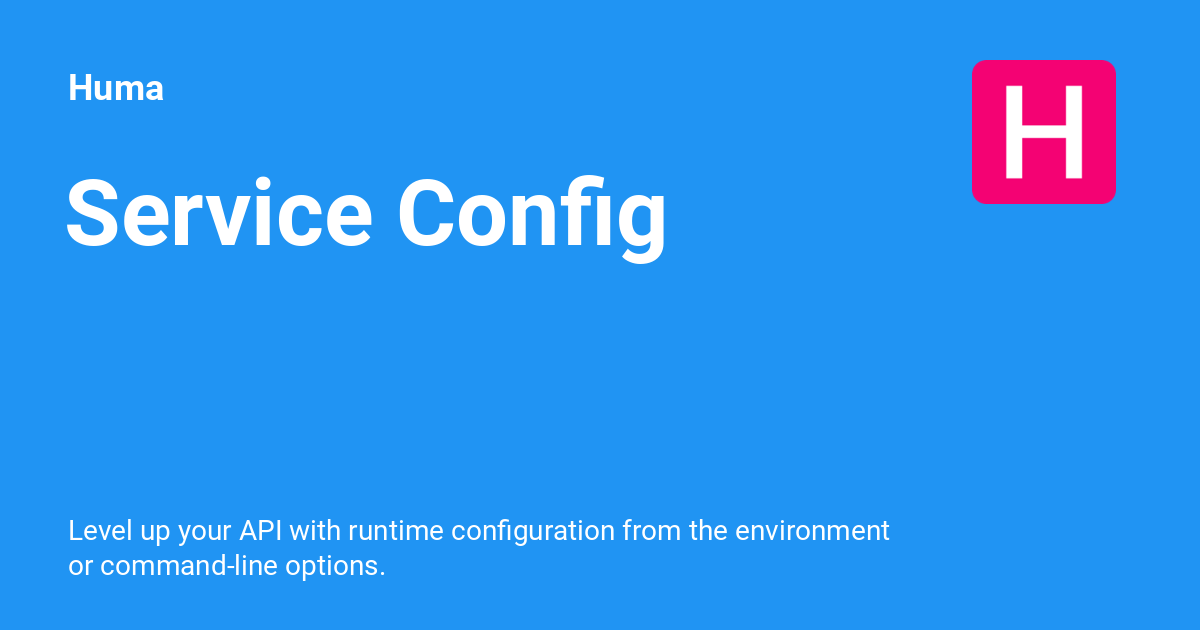 Huma
H
Service Config
Level up your API with runtime configuration from the environment
or command-line options.